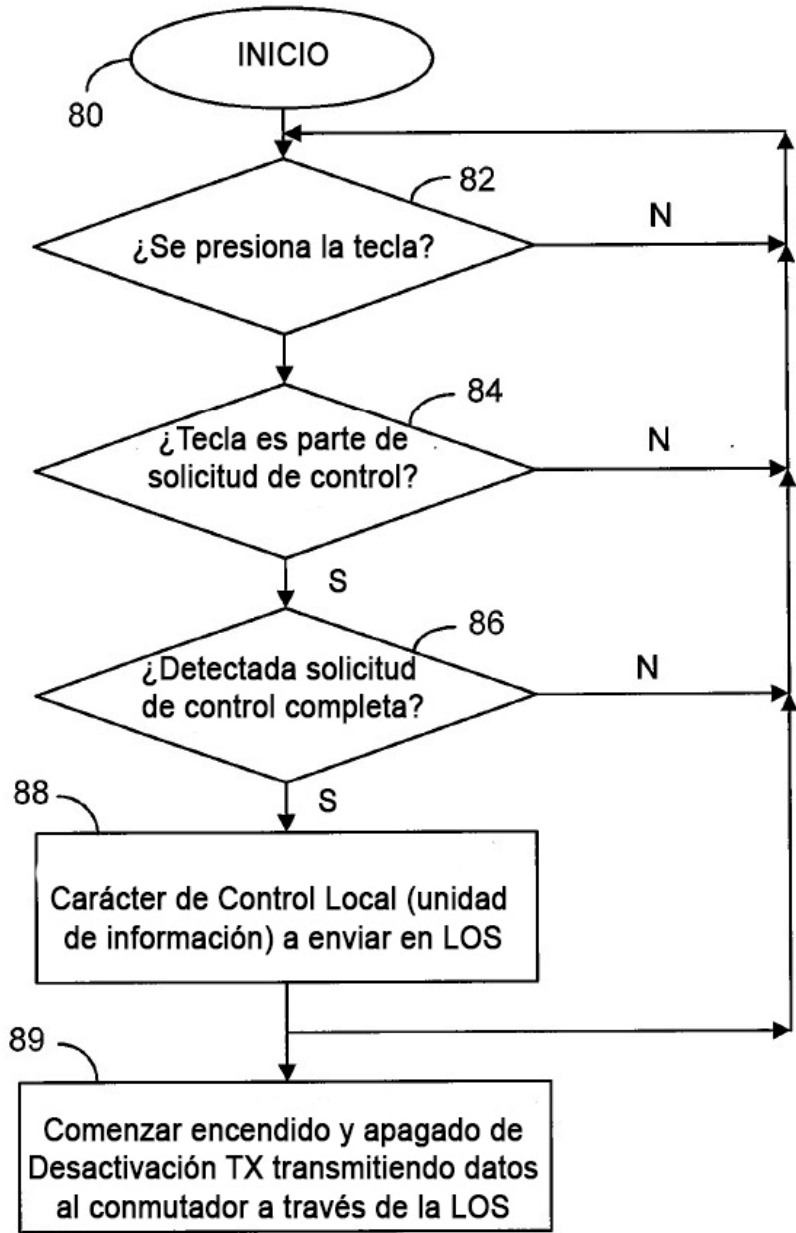 INICIO
80
82
¿Se presiona la tecla?
N
84
¿Tecla es parte de
solicitud de control?
N
S
86
¿Detectada solicitud
de control completa?
N
S
88
Carácter de Control Local (unidad
de información) a enviar en LOS
89
Comenzar encendido y apagado de
Desactivación TX transmitiendo datos
al conmutador a través de la LOS